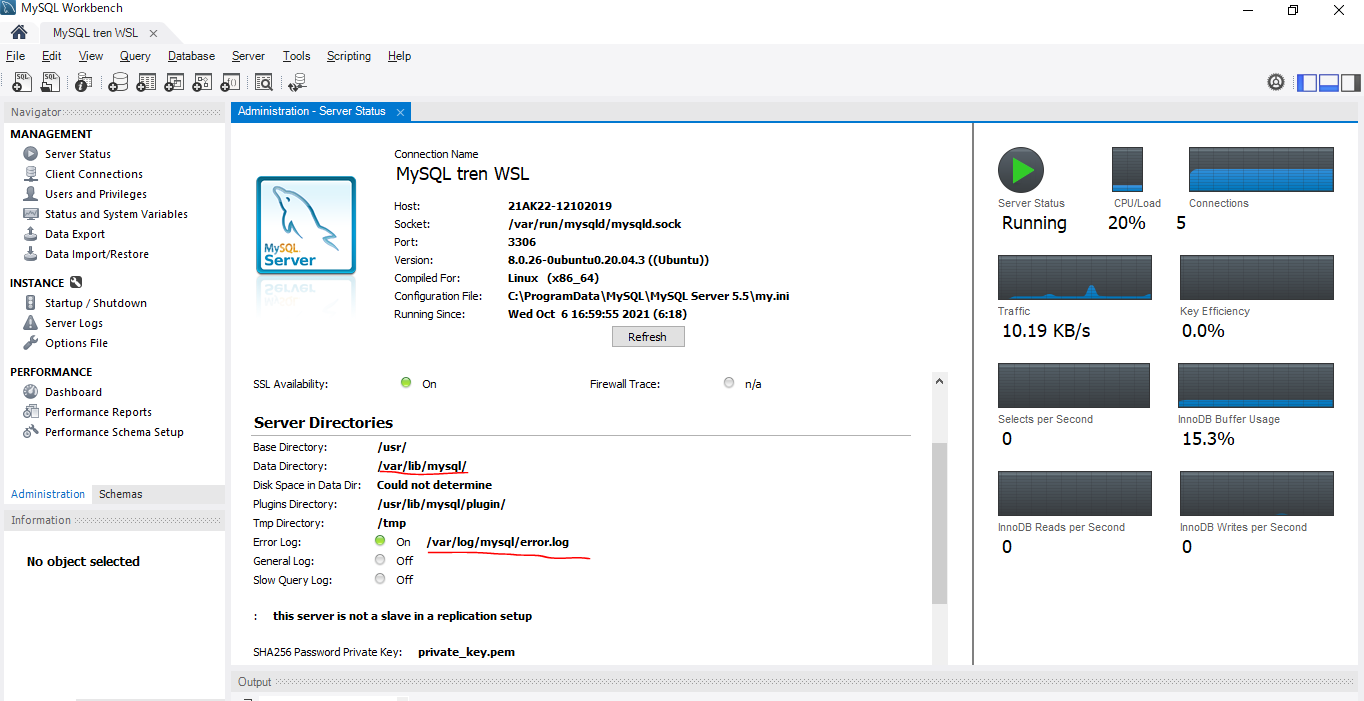 MySQL Workbench
MySQL tren WSL
File Edit View Query Database Server Tools Scripting Help
Navigator
MANAGEMENT
Server Status
Client Connections
Users and Privileges
Status and System Variables
Data Export
Data Import/Restore
INSTANCE
Startup / Shutdown
Server Logs
Options File
PERFORMANCE
Dashboard
Performance Reports
Performance Schema Setup
Administration Schemas
Information
No object selected
Administration - Server Status
Connection Name
MySQL tren WSL
MySQL
Server
Host: 21AK22-12102019
Socket: /var/run/mysqld/mysqld.sock
Port: 3306
Version: 8.0.26-0ubuntu0.20.04.3 ((Ubuntu))
Compiled For: Linux (x86_64)
Configuration File: C:\ProgramData\MySQL\MySQL Server 5.5\my.ini
Running Since: Wed Oct 6 16:59:55 2021 (6:18)
Refresh
SSL Availability: On Firewall Trace: n/a
Server Directories
Base Directory: /usr/
Data Directory: /var/lib/mysql/
Disk Space in Data Dir: Could not determine
Plugins Directory: /usr/lib/mysql/plugin/
Tmp Directory: /tmp
Error Log: On /var/log/mysql/error.log
General Log: Off
Slow Query Log: Off
: this server is not a slave in a replication setup
SHA256 Password Private Key: private_key.pem
Output
Server Status CPU/Load Connections
Running 20% 5
Traffic Key Efficiency
10.19 KB/s 0.0%
Selects per Second InnoDB Buffer Usage
0 15.3%
InnoDB Reads per Second InnoDB Writes per Second
0 0